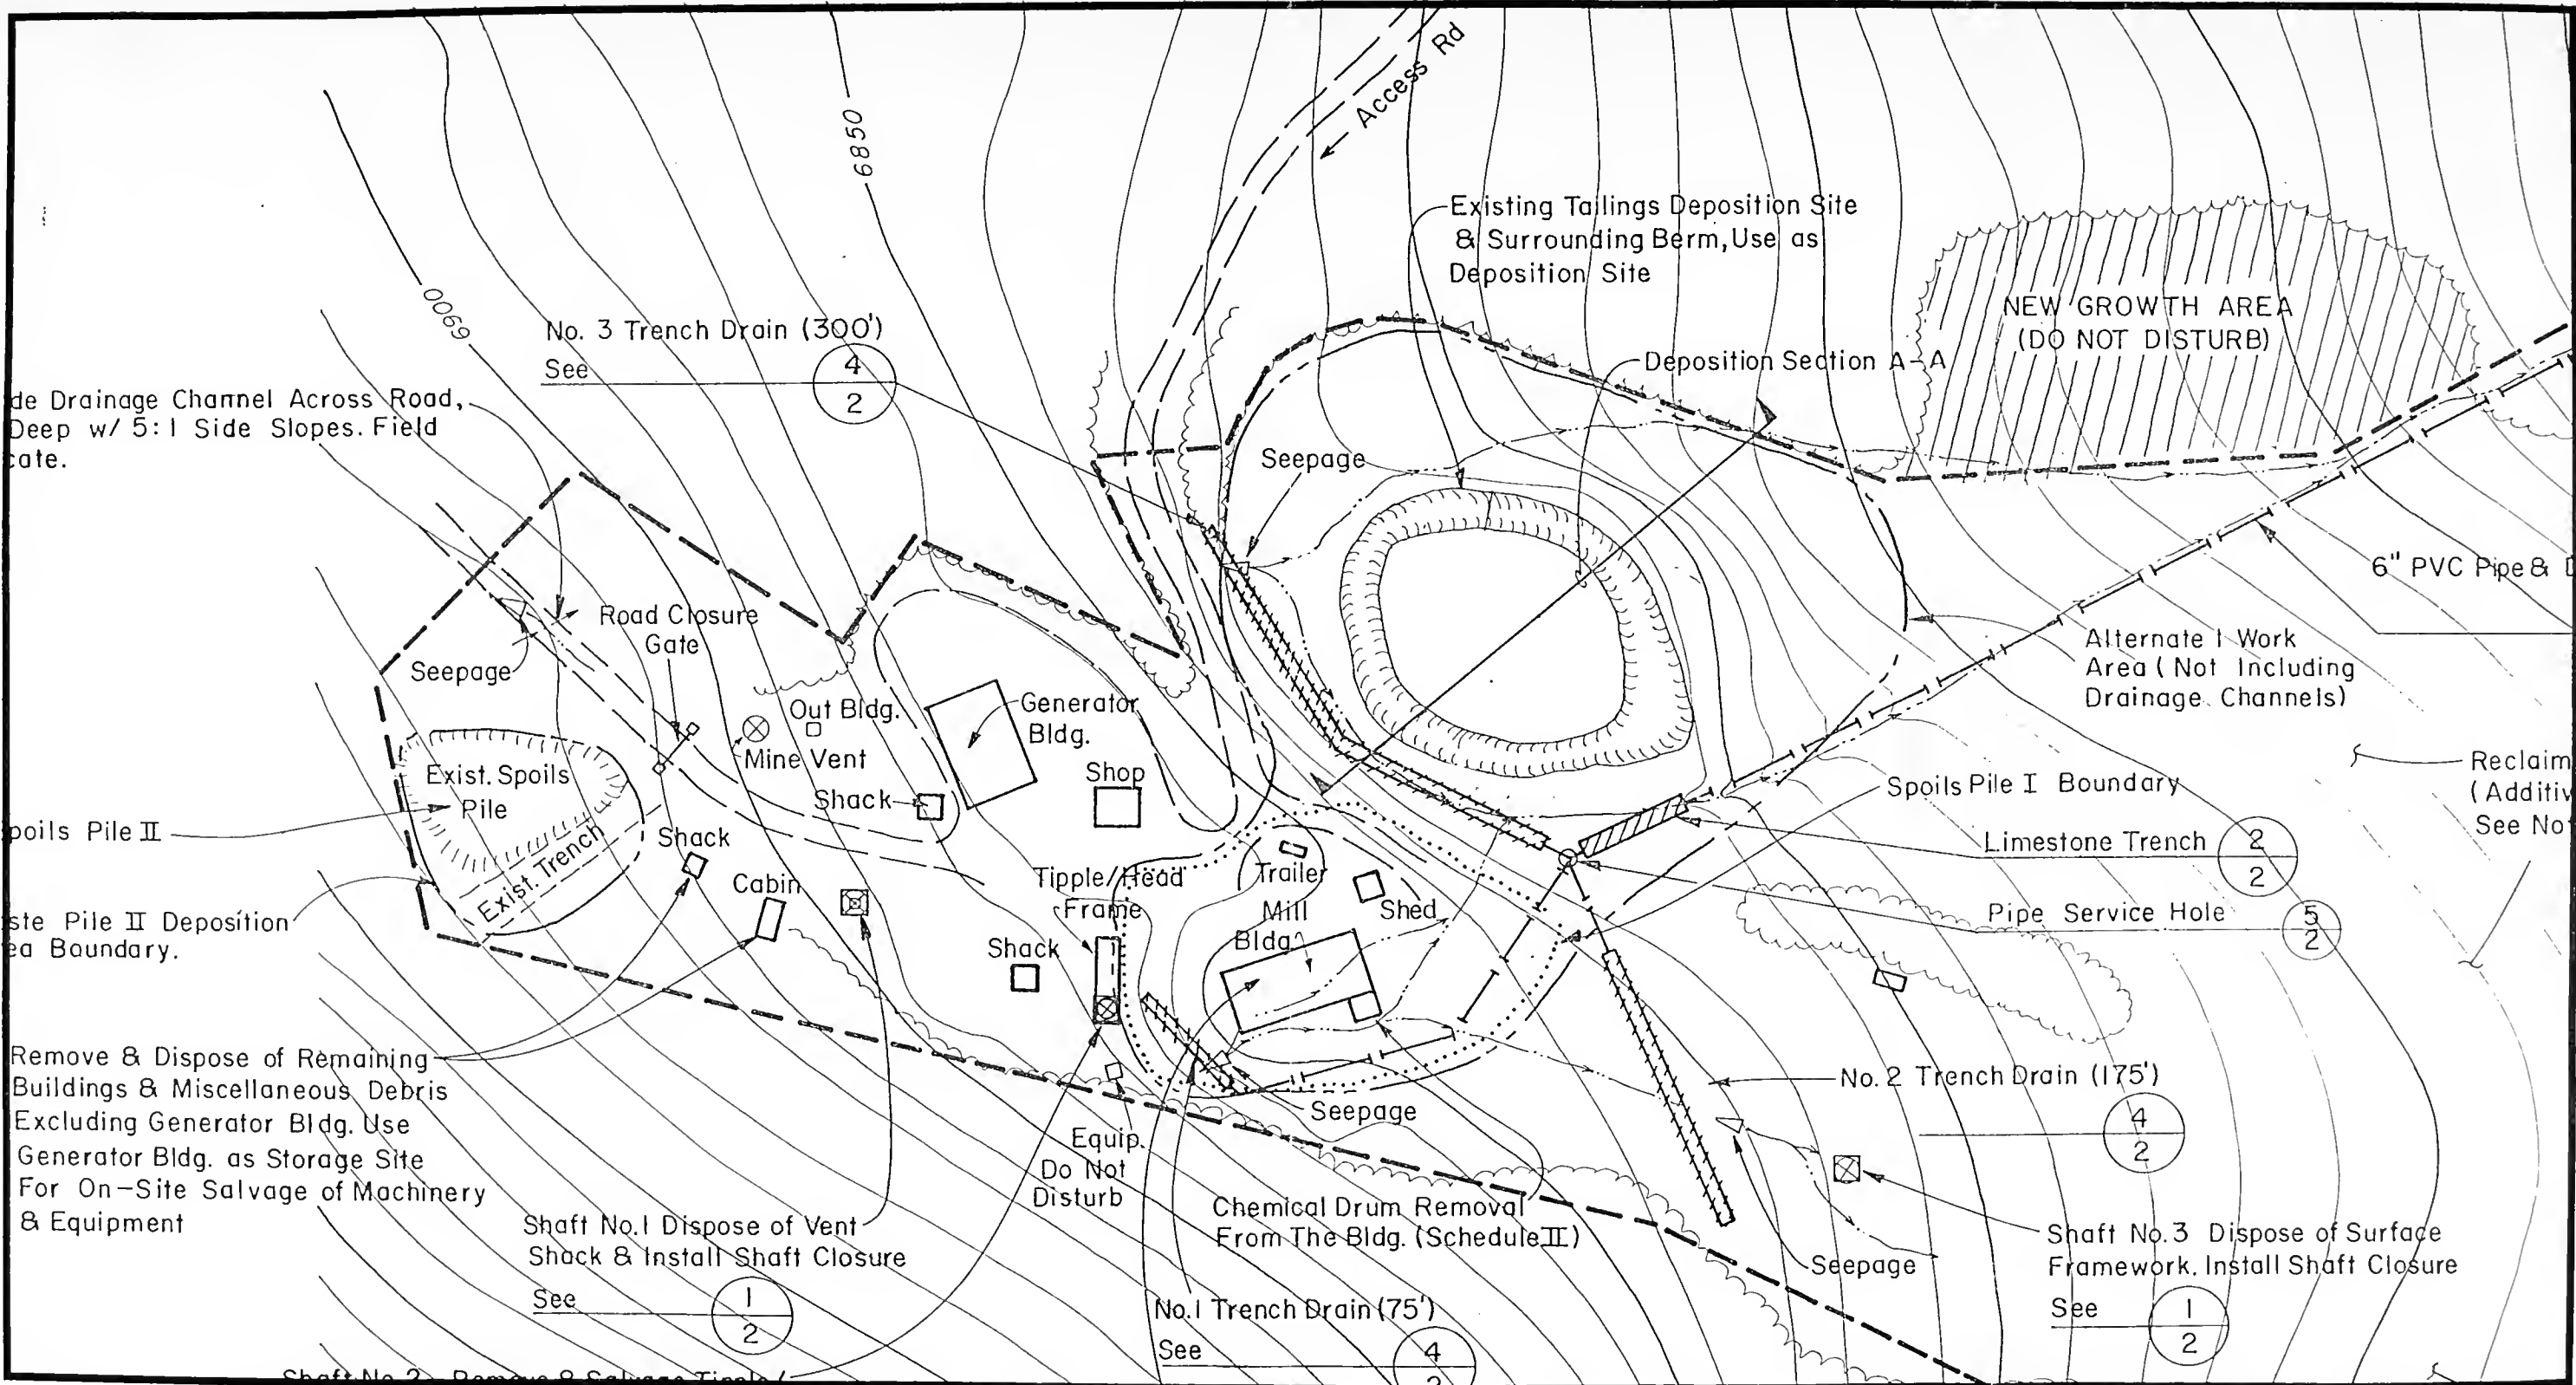 Access Rd
6850
6900
Existing Tailings Deposition Site
& Surrounding Berm, Use as
Deposition Site
NEW GROWTH AREA
(DO NOT DISTURB)
No. 3 Trench Drain (300')
See
4
2
Deposition Section A-A
de Drainage Channel Across Road,
Deep w/ 5:1 Side Slopes. Field
cate.
Seepage
6" PVC Pipe &
Road Closure
Gate
Seepage
Alternate 1 Work
Area (Not Including
Drainage Channels)
Out Bldg.
Mine Vent
Generator
Bldg.
Shop
Shack
Exist. Spoils
Pile
Exist. Trench
poils Pile II
Spoils Pile I Boundary
Reclaim
(Additiv
See Not
Limestone Trench
2
2
Shack
Cabin
Tipple/Head
Frame
Trailer
Mill
Bldg.
Shed
Shack
Pipe Service Hole
5
2
ste Pile II Deposition
ea Boundary.
Remove & Dispose of Remaining
Buildings & Miscellaneous Debris
Excluding Generator Bldg. Use
Generator Bldg. as Storage Site
For On-Site Salvage of Machinery
& Equipment
No. 2 Trench Drain (175')
4
2
Seepage
Equip.
Do Not
Disturb
Chemical Drum Removal
From The Bldg. (Schedule II)
Shaft No.1 Dispose of Vent
Shack & Install Shaft Closure
See
1
2
Seepage
Shaft No.3 Dispose of Surface
Framework. Install Shaft Closure
See
1
2
No.1 Trench Drain (75')
See
4
2
Shaft No. 2 Remove & Salvage Tipple/